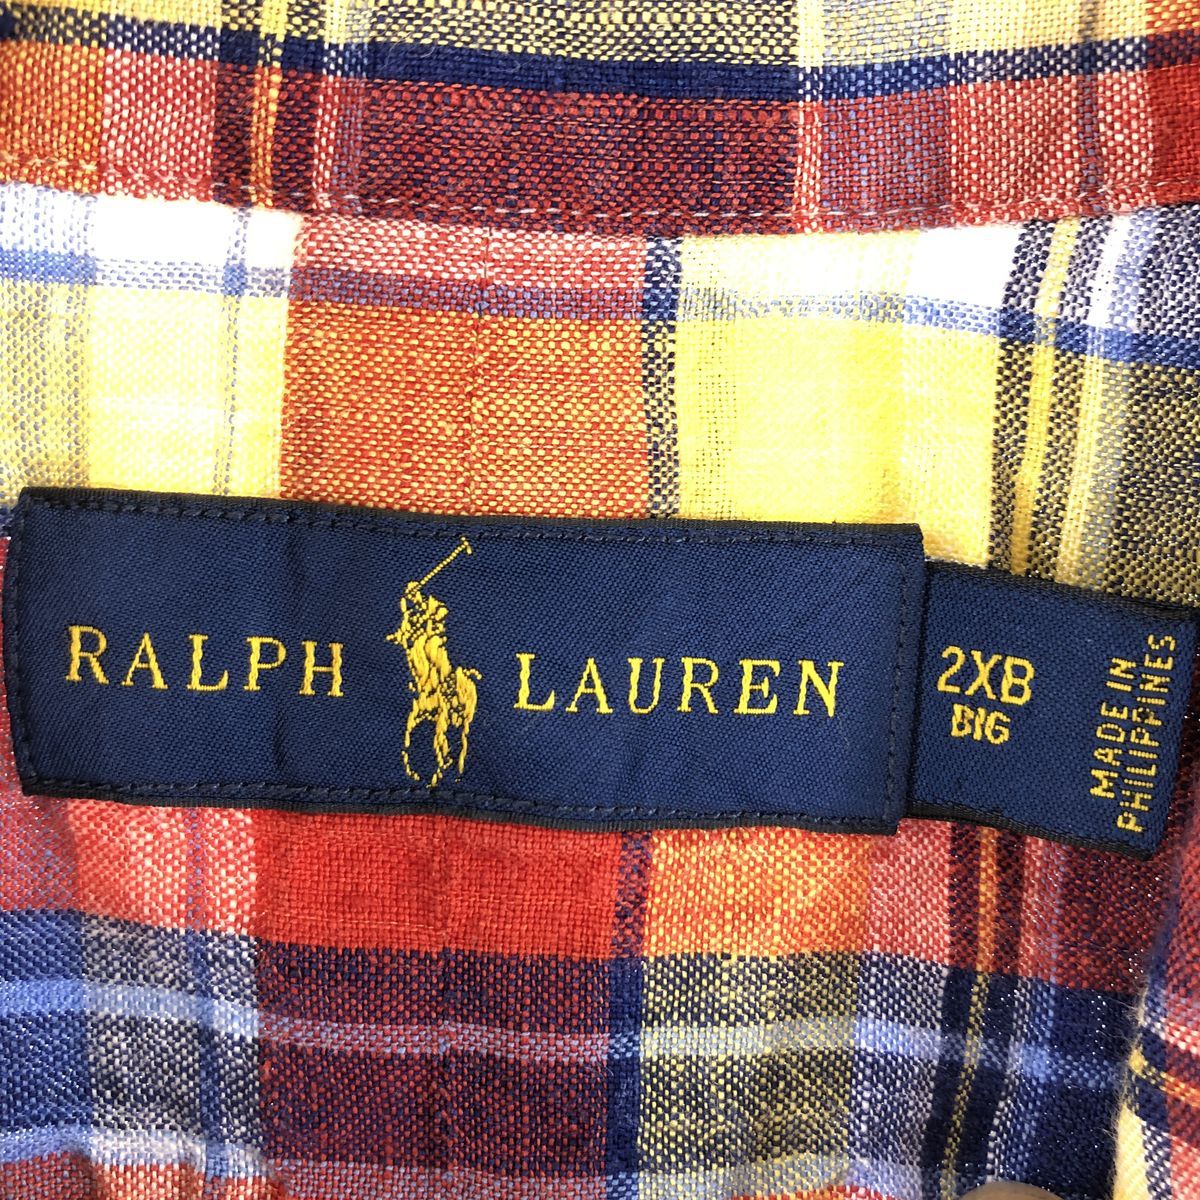 RALPH LAUREN
2XB
BIG
MADE IN
PHILIPPINES